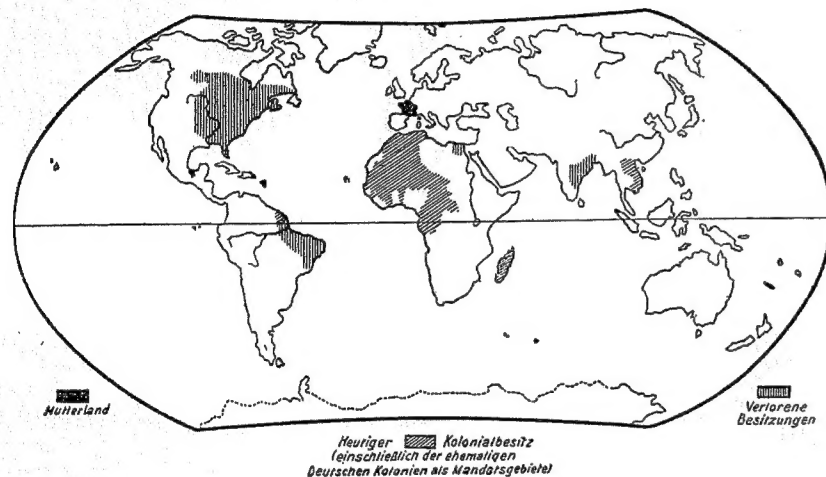 Mutterland
Verlorene
Besitzungen
Heutiger Kolonialbesitz
(einschließlich der ehemaligen
Deutschen Kolonien als Mandatsgebiete)